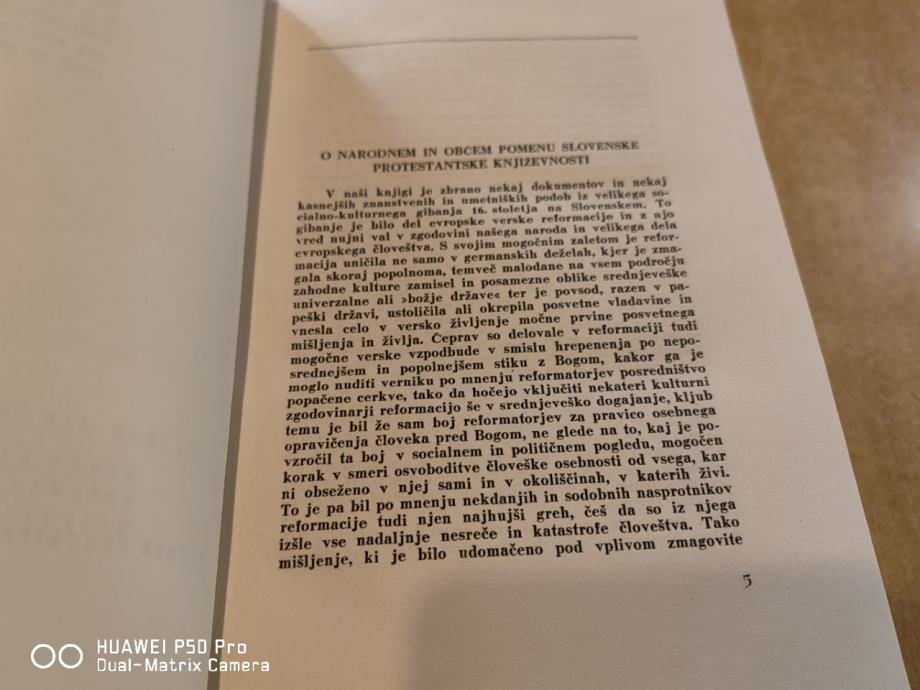 O NARODNEM IN OBČEM POMENU SLOVENSKE
PROTESTANTSKE KNJIŽEVNOSTI
V naši knjigi je zbrano nekaj dokumentov in nekaj
kasnejših znanstvenih in umetniških podob iz velikega so-
cialno-kulturnega gibanja 16. stoletja na Slovenskem. To
gibanje je bilo del evropske verske reformacije in z njo
vred nujni val v zgodovini našega naroda in velikega dela
evropskega človeštva. S svojim mogočnim zaletom je refor-
macija uničila ne samo v germanskih deželah, kjer je zma-
gala skoraj popolnoma, temveč malodane na vsem področju
zahodne kulture zamisel in posamezne oblike srednjeveške
univerzalne ali »božje države« ter je povsod, razen v pa-
peški državi, ustoličila ali okrepila posvetne vladavine in
vnesla celo v versko življenje močne prvine posvetnega
mišljenja in življa. Čeprav so delovale v reformaciji tudi
mogočne verske vzpodbude v smislu hrepenenja po nepo-
srednejšem in popolnejšem stiku z Bogom, kakor ga je
moglo nuditi verniku po mnenju reformatorjev posredništvo
popačene cerkve, tako da hočejo vključiti nekateri kulturni
zgodovinarji reformacijo še v srednjeveško dogajanje, kljub
temu je bil že sam boj reformatorjev za pravico osebnega
opravičenja človeka pred Bogom, ne glede na to, kaj je po-
vzročil ta boj v socialnem in političnem pogledu, mogočen
korak v smeri osvoboditve človeške osebnosti od vsega, kar
ni obseženo v njej sami in v okoliščinah, v katerih živi.
To je pa bil po mnenju nekdanjih in sodobnih nasprotnikov
reformacije tudi njen najhujši greh, češ da so iz njega
izšle vse nadaljnje nesreče in katastrofe človeštva. Tako
mišljenje, ki je bilo udomačeno pod vplivom zmagovite
5
HUAWEI P50 Pro
Dual-Matrix Camera